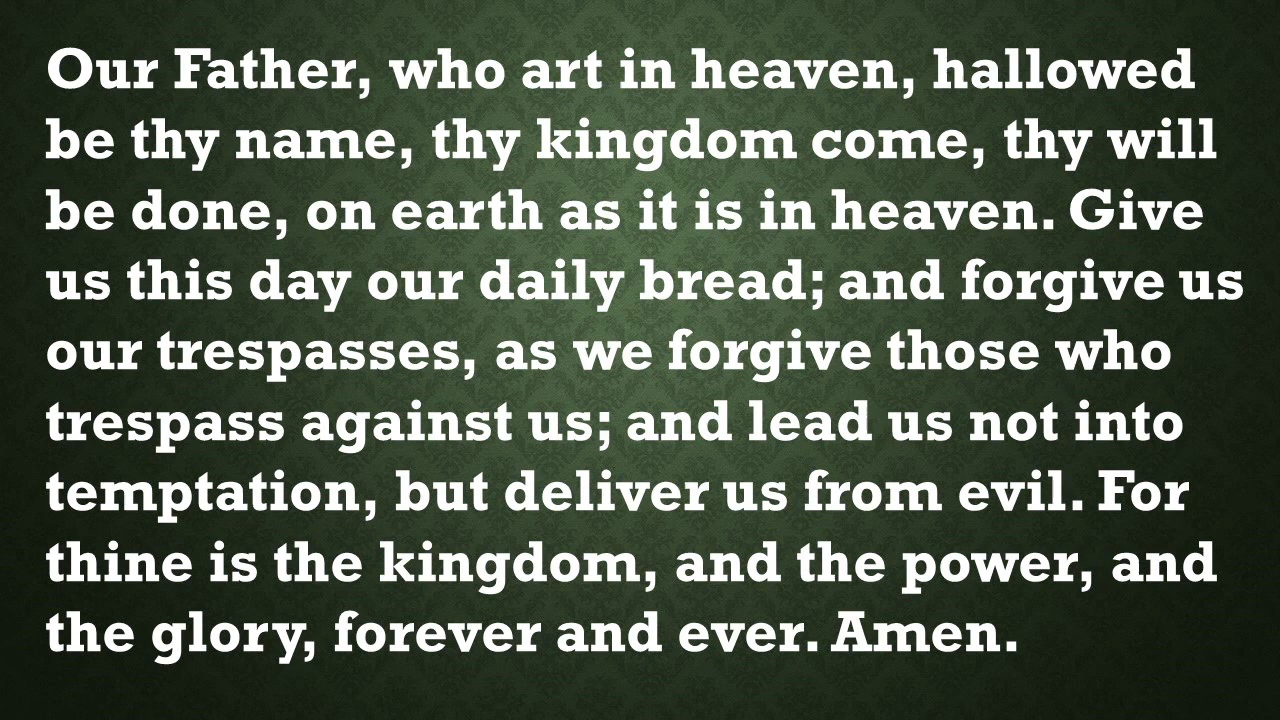 Our Father, who art in heaven, hallowed
be thy name, thy kingdom come, thy will
be done, on earth as it is in heaven. Give
us this day our daily bread; and forgive us
our trespasses, as we forgive those who
trespass against us; and lead us not into
temptation, but deliver us from evil. For
thine is the kingdom, and the power, and
the glory, forever and ever. Amen.